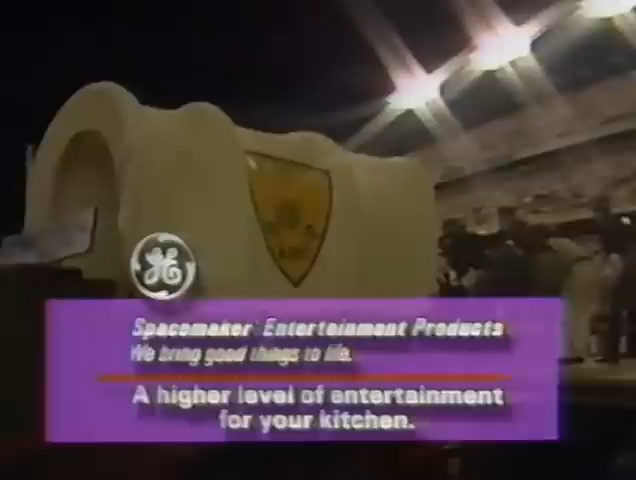 Spacemaker Entertainment Products
We bring good things to life.
A higher level of entertainment
for your kitchen.